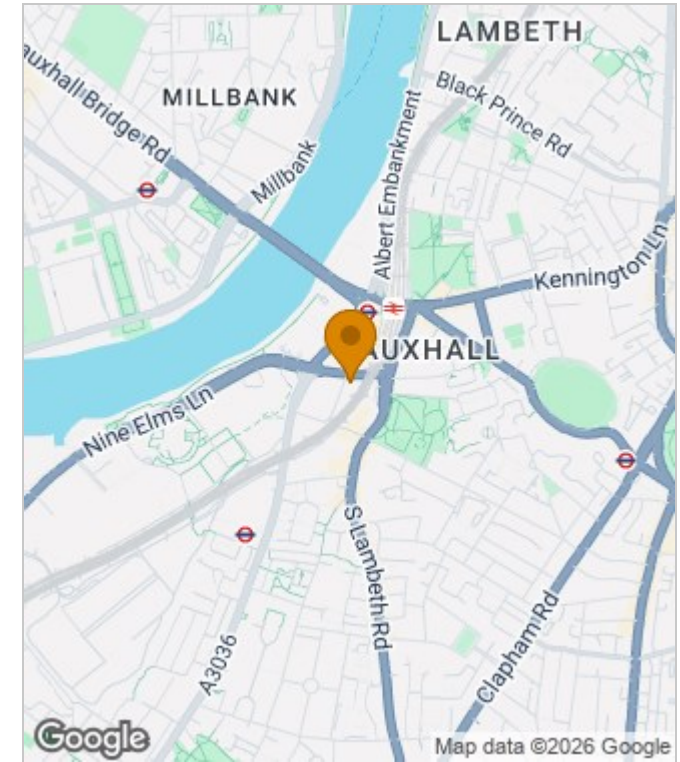 LAMBETH
auxhall Bridge Rd
MILLBANK
Black Prince Rd
Millbank
Albert Embankment
Kennington Ln
AUXHALL
Nine Elms Ln
S Lambeth Rd
A3036
Clapham Rd
Google
Map data ©2026 Google